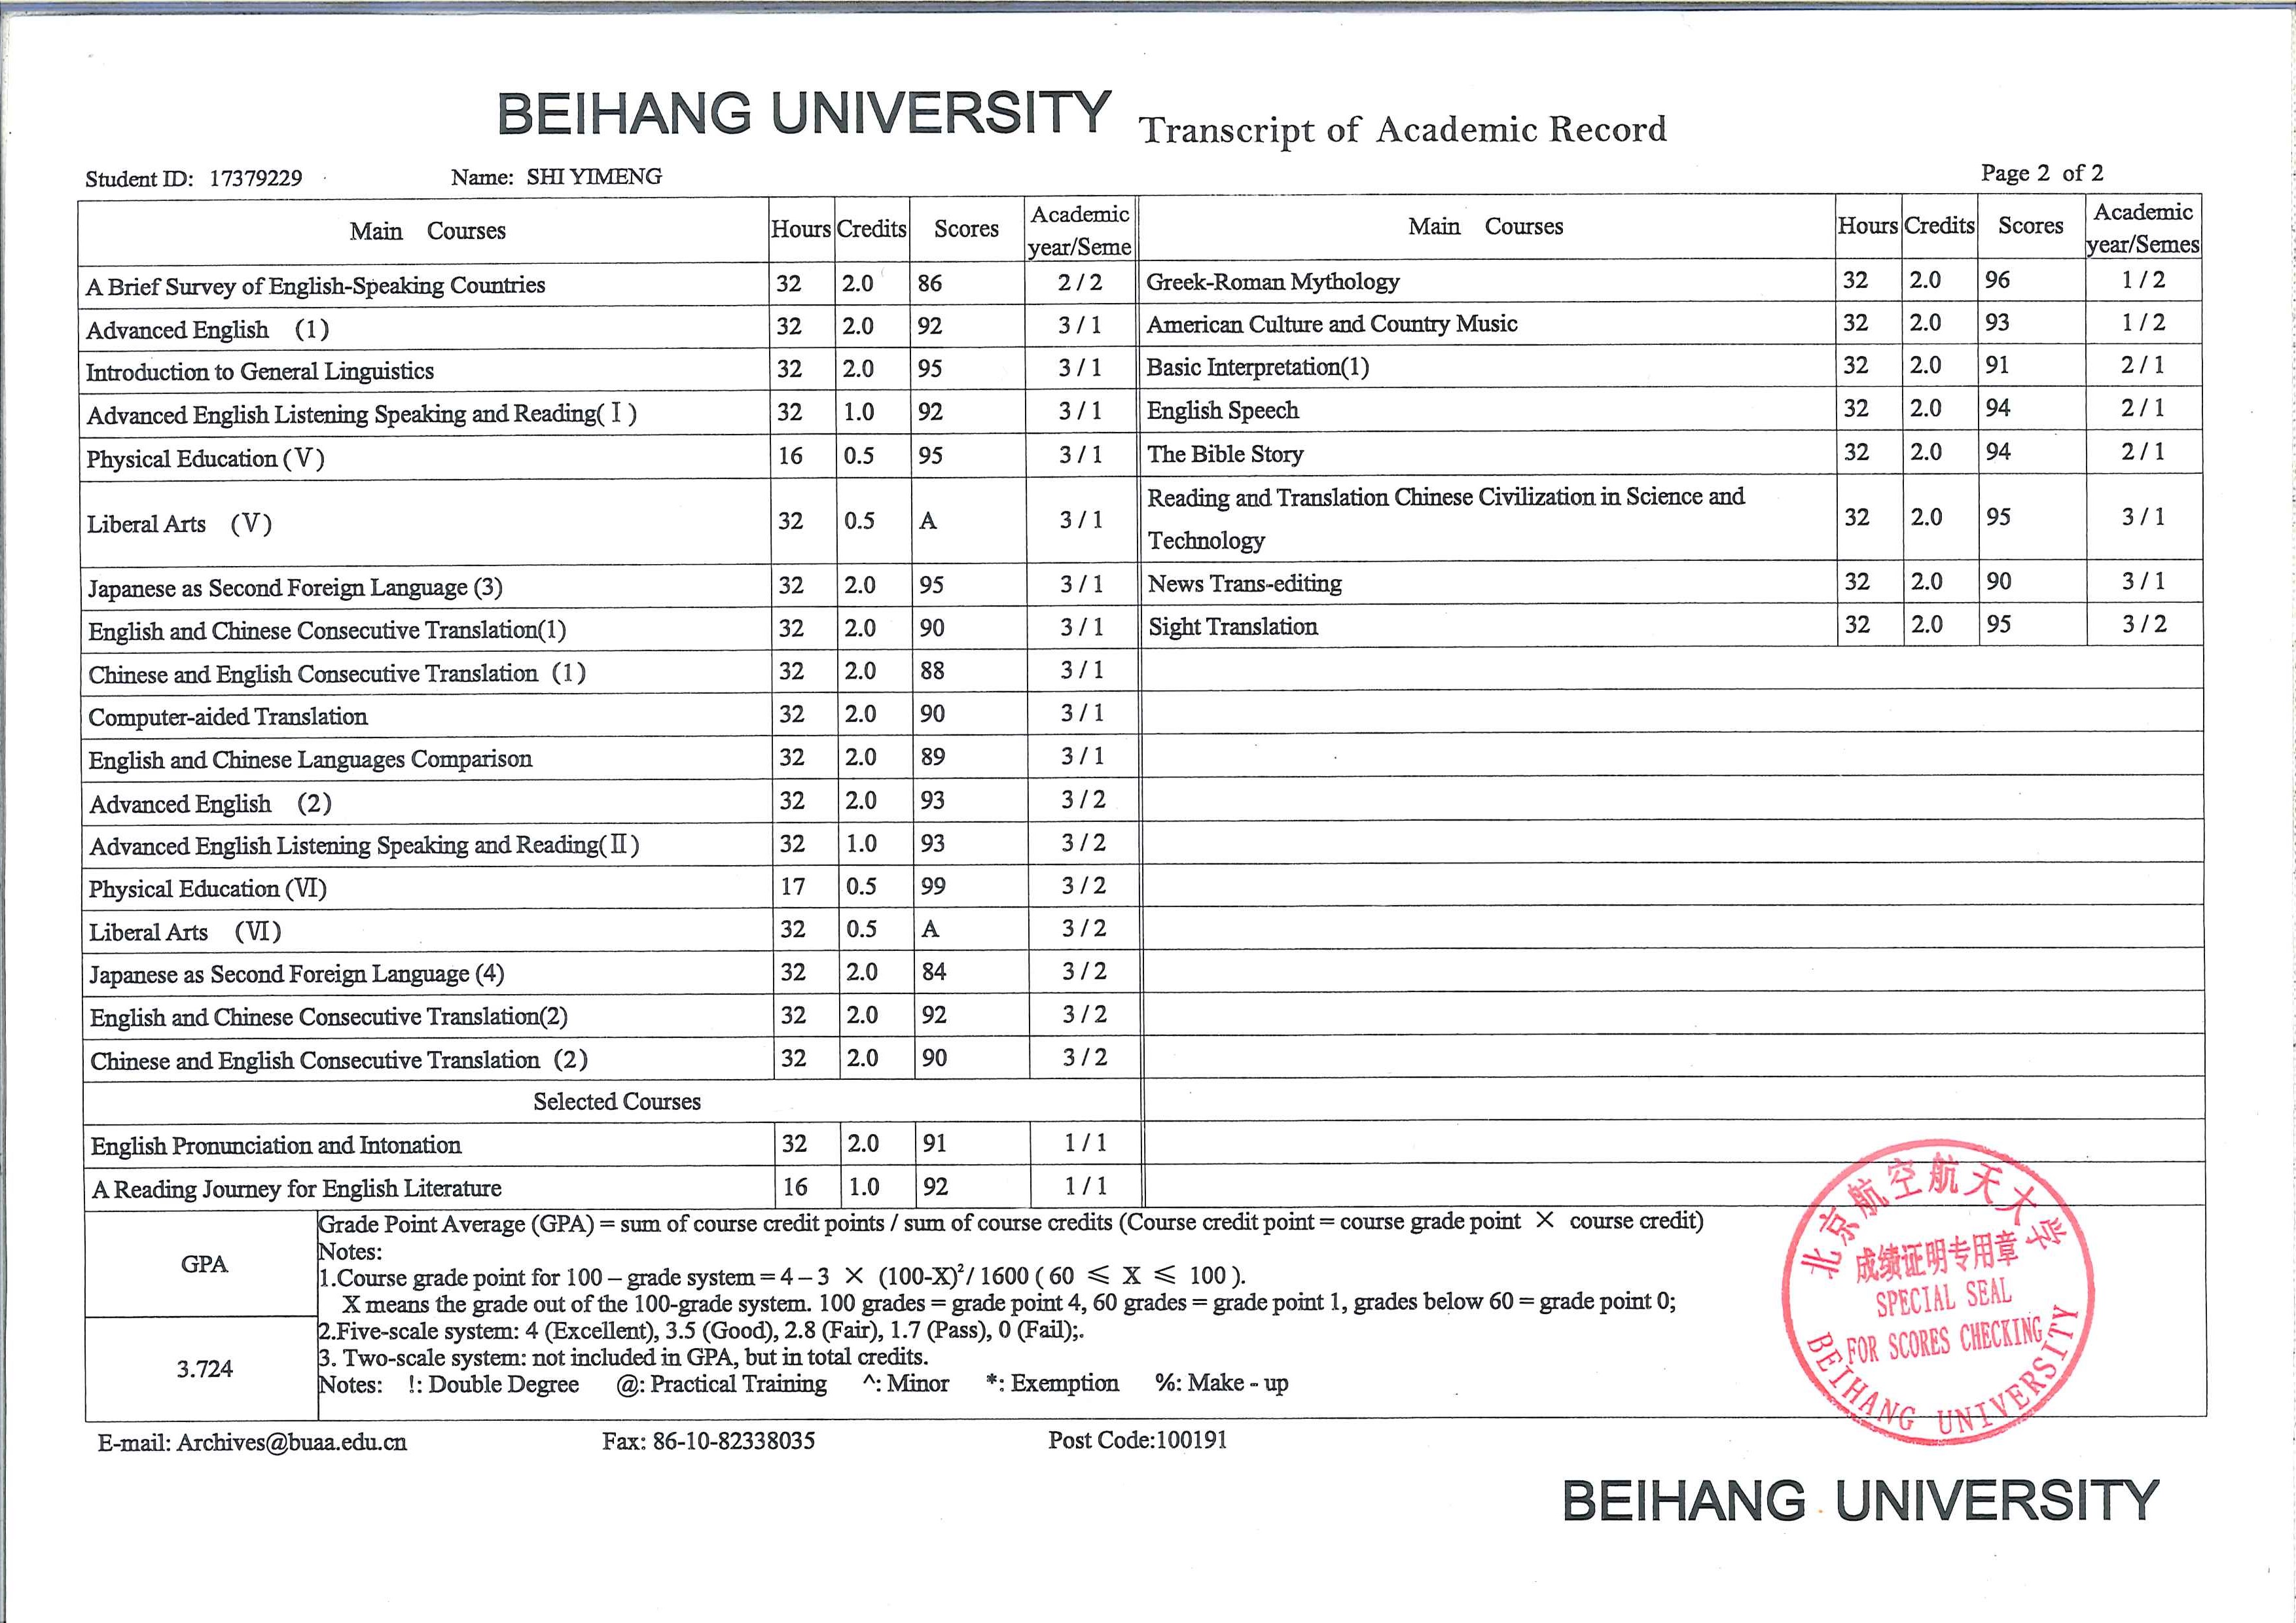 BEIHANG UNIVERSITY Transcript of Academic Record
Student ID: 17379229 Name: SHI YIMENG Page 2 of 2
Main Courses Hours Credits Scores Academic year/Seme
A Brief Survey of English-Speaking Countries 32 2.0 86 2 / 2
Advanced English (1) 32 2.0 92 3 / 1
Introduction to General Linguistics 32 2.0 95 3 / 1
Advanced English Listening Speaking and Reading(Ⅰ) 32 1.0 92 3 / 1
Physical Education (Ⅴ) 16 0.5 95 3 / 1
Liberal Arts (Ⅴ) 32 0.5 A 3 / 1
Japanese as Second Foreign Language (3) 32 2.0 95 3 / 1
English and Chinese Consecutive Translation(1) 32 2.0 90 3 / 1
Chinese and English Consecutive Translation (1) 32 2.0 88 3 / 1
Computer-aided Translation 32 2.0 90 3 / 1
English and Chinese Languages Comparison 32 2.0 89 3 / 1
Advanced English (2) 32 2.0 93 3 / 2
Advanced English Listening Speaking and Reading(Ⅱ) 32 1.0 93 3 / 2
Physical Education (Ⅵ) 17 0.5 99 3 / 2
Liberal Arts (Ⅵ) 32 0.5 A 3 / 2
Japanese as Second Foreign Language (4) 32 2.0 84 3 / 2
English and Chinese Consecutive Translation(2) 32 2.0 92 3 / 2
Chinese and English Consecutive Translation (2) 32 2.0 90 3 / 2
Selected Courses
English Pronunciation and Intonation 32 2.0 91 1 / 1
A Reading Journey for English Literature 16 1.0 92 1 / 1
Main Courses Hours Credits Scores Academic year/Semes
Greek-Roman Mythology 32 2.0 96 1 / 2
American Culture and Country Music 32 2.0 93 1 / 2
Basic Interpretation(1) 32 2.0 91 2 / 1
English Speech 32 2.0 94 2 / 1
The Bible Story 32 2.0 94 2 / 1
Reading and Translation Chinese Civilization in Science and
Technology 32 2.0 95 3 / 1
News Trans-editing 32 2.0 90 3 / 1
Sight Translation 32 2.0 95 3 / 2
GPA
3.724
Grade Point Average (GPA) = sum of course credit points / sum of course credits (Course credit point = course grade point × course credit)
Notes:
1.Course grade point for 100 – grade system = 4 – 3 × (100-X)²/ 1600 ( 60 ≤ X ≤ 100 ).
X means the grade out of the 100-grade system. 100 grades = grade point 4, 60 grades = grade point 1, grades below 60 = grade point 0;
2.Five-scale system: 4 (Excellent), 3.5 (Good), 2.8 (Fair), 1.7 (Pass), 0 (Fail);.
3. Two-scale system: not included in GPA, but in total credits.
Notes: !: Double Degree @: Practical Training ^: Minor *: Exemption %: Make - up
北京航空航天大学
成绩证明专用章
SPECIAL SEAL
FOR SCORES CHECKING
BEIHANG UNIVERSITY
E-mail: Archives@buaa.edu.cn Fax: 86-10-82338035 Post Code:100191
BEIHANG UNIVERSITY